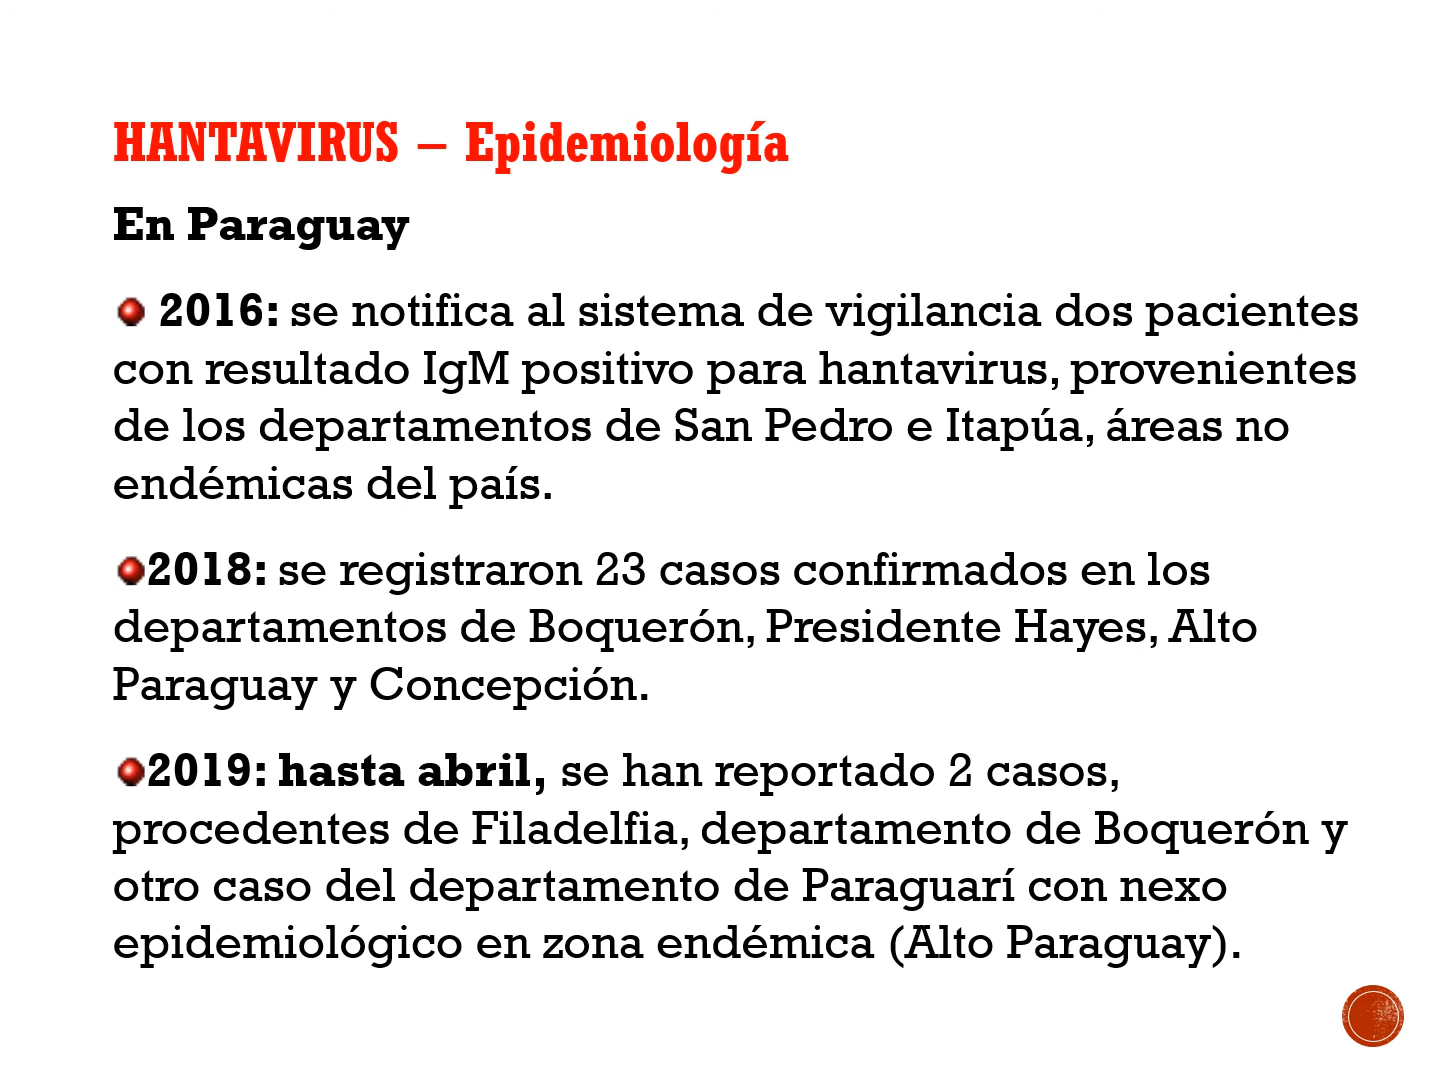 HANTAVIRUS – Epidemiología
En Paraguay
2016: se notifica al sistema de vigilancia dos pacientes
con resultado IgM positivo para hantavirus, provenientes
de los departamentos de San Pedro e Itapúa, áreas no
endémicas del país.
2018: se registraron 23 casos confirmados en los
departamentos de Boquerón, Presidente Hayes, Alto
Paraguay y Concepción.
2019: hasta abril, se han reportado 2 casos,
procedentes de Filadelfia, departamento de Boquerón y
otro caso del departamento de Paraguarí con nexo
epidemiológico en zona endémica (Alto Paraguay).